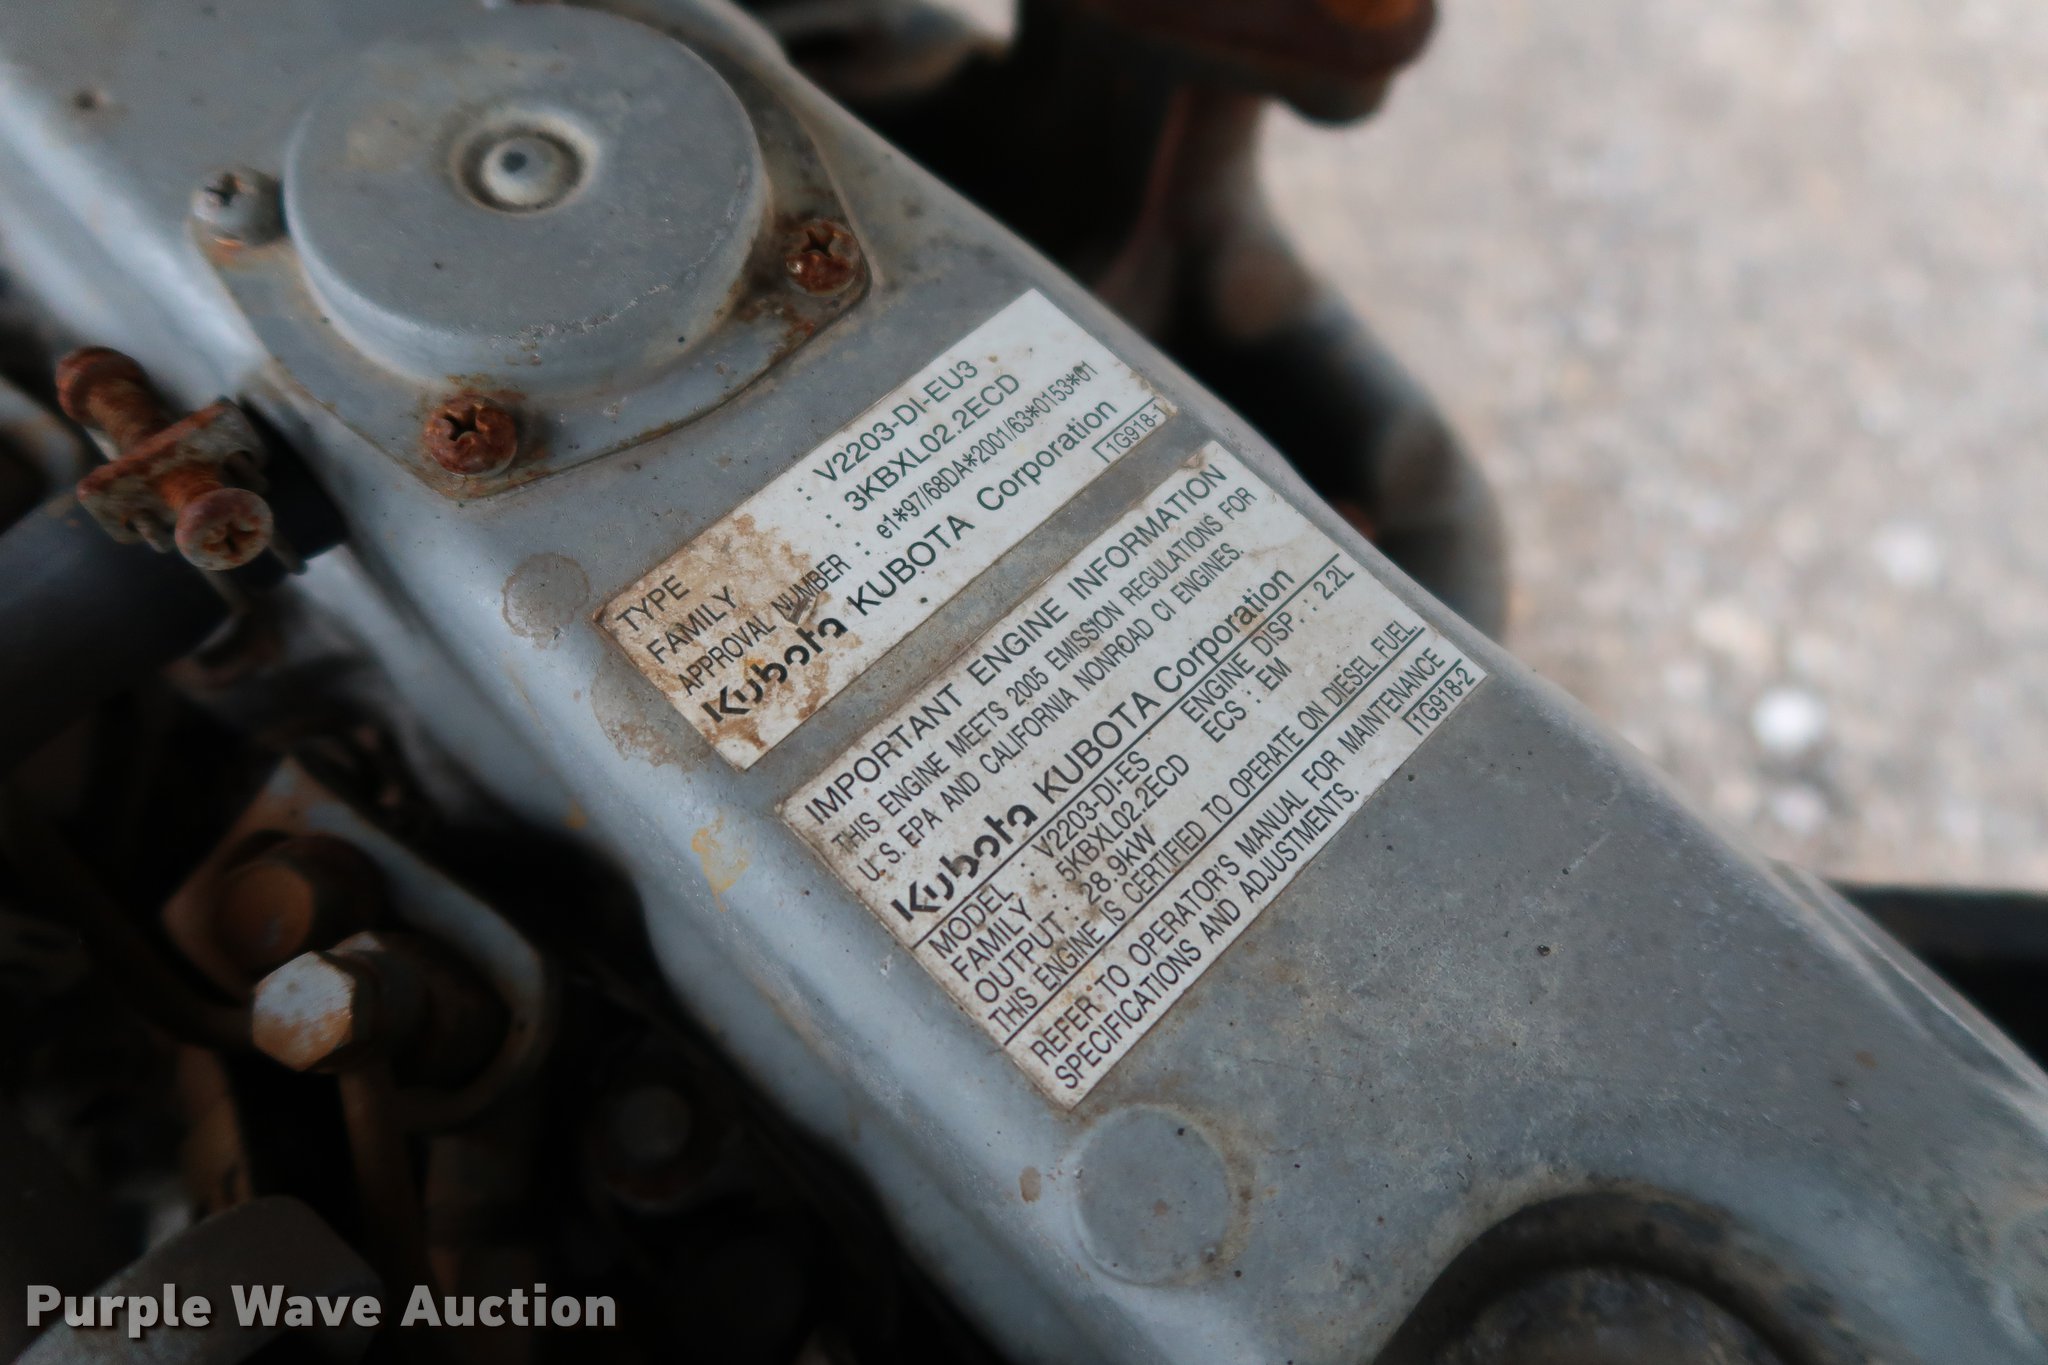 TYPE : V2203-DI-EU3
FAMILY : 3KBXL02.2ECD
APPROVAL NUMBER : e1*97/68DA*2001/63*0153*01
Kubota KUBOTA Corporation
1G918-1
IMPORTANT ENGINE INFORMATION
THIS ENGINE MEETS 2005 EMISSION REGULATIONS FOR
U.S. EPA AND CALIFORNIA NONROAD CI ENGINES.
Kubota KUBOTA Corporation
MODEL : V2203-DI-ES ENGINE DISP : 2.2L
FAMILY : 5KBXL02.2ECD ECS : EM
OUTPUT : 28.9kW
THIS ENGINE IS CERTIFIED TO OPERATE ON DIESEL FUEL.
REFER TO OPERATOR'S MANUAL FOR MAINTENANCE
SPECIFICATIONS AND ADJUSTMENTS.
1G918-2
Purple Wave Auction